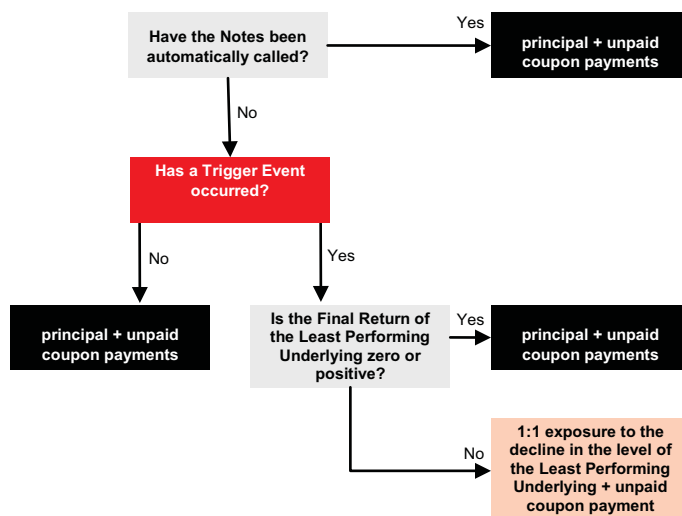 Have the Notes been
automatically called?
Yes
principal + unpaid
coupon payments
No
Has a Trigger Event
occurred?
No
Yes
principal + unpaid
coupon payments
Is the Final Return of
the Least Performing
Underlying zero or
positive?
Yes
principal + unpaid
coupon payments
No
1:1 exposure to the
decline in the level of
the Least Performing
Underlying + unpaid
coupon payment